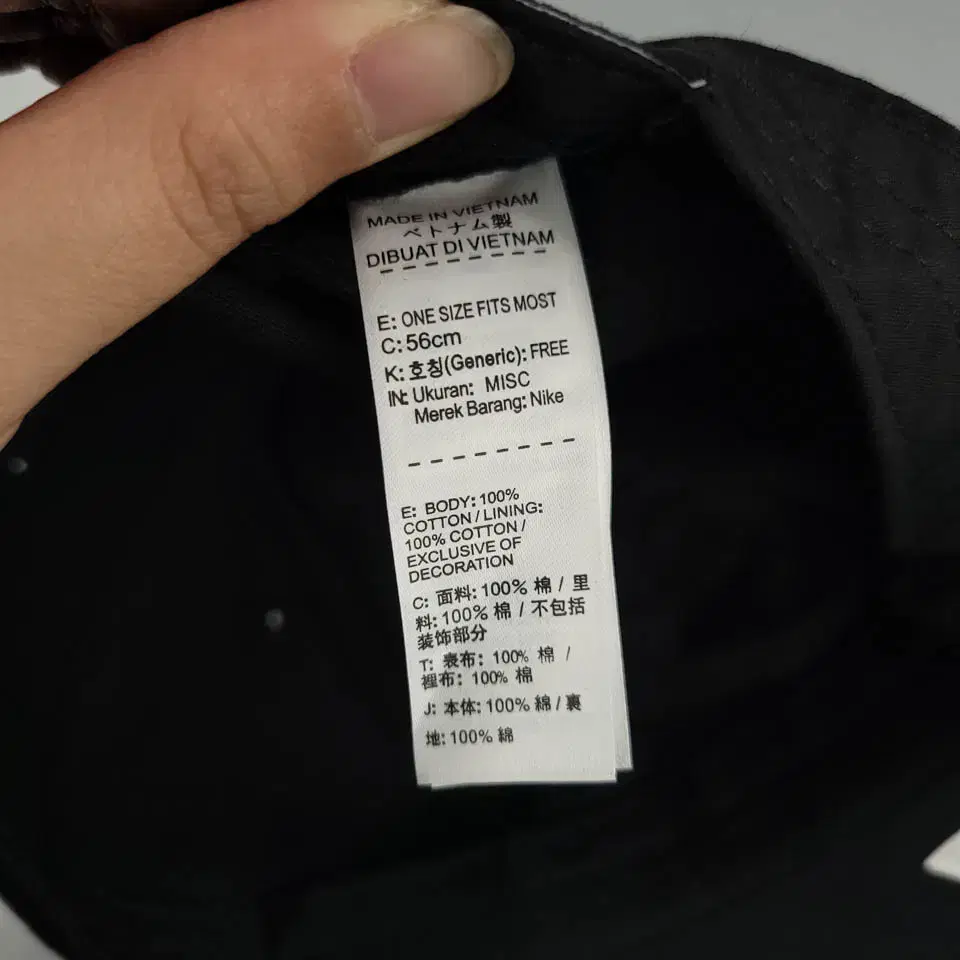 MADE IN VIETNAM
ベトナム製
DIBUAT DI VIETNAM
E: ONE SIZE FITS MOST
C: 56cm
K: 호칭(Generic): FREE
IN: Ukuran: MISC
Merek Barang: Nike
E: BODY: 100%
COTTON / LINING:
100% COTTON /
EXCLUSIVE OF
DECORATION
C: 面料: 100% 棉 / 里
料: 100% 棉 / 不包括
装饰部分
T: 表布: 100% 棉 /
裡布: 100% 棉
J: 本体: 100% 綿 / 裏
地: 100% 綿